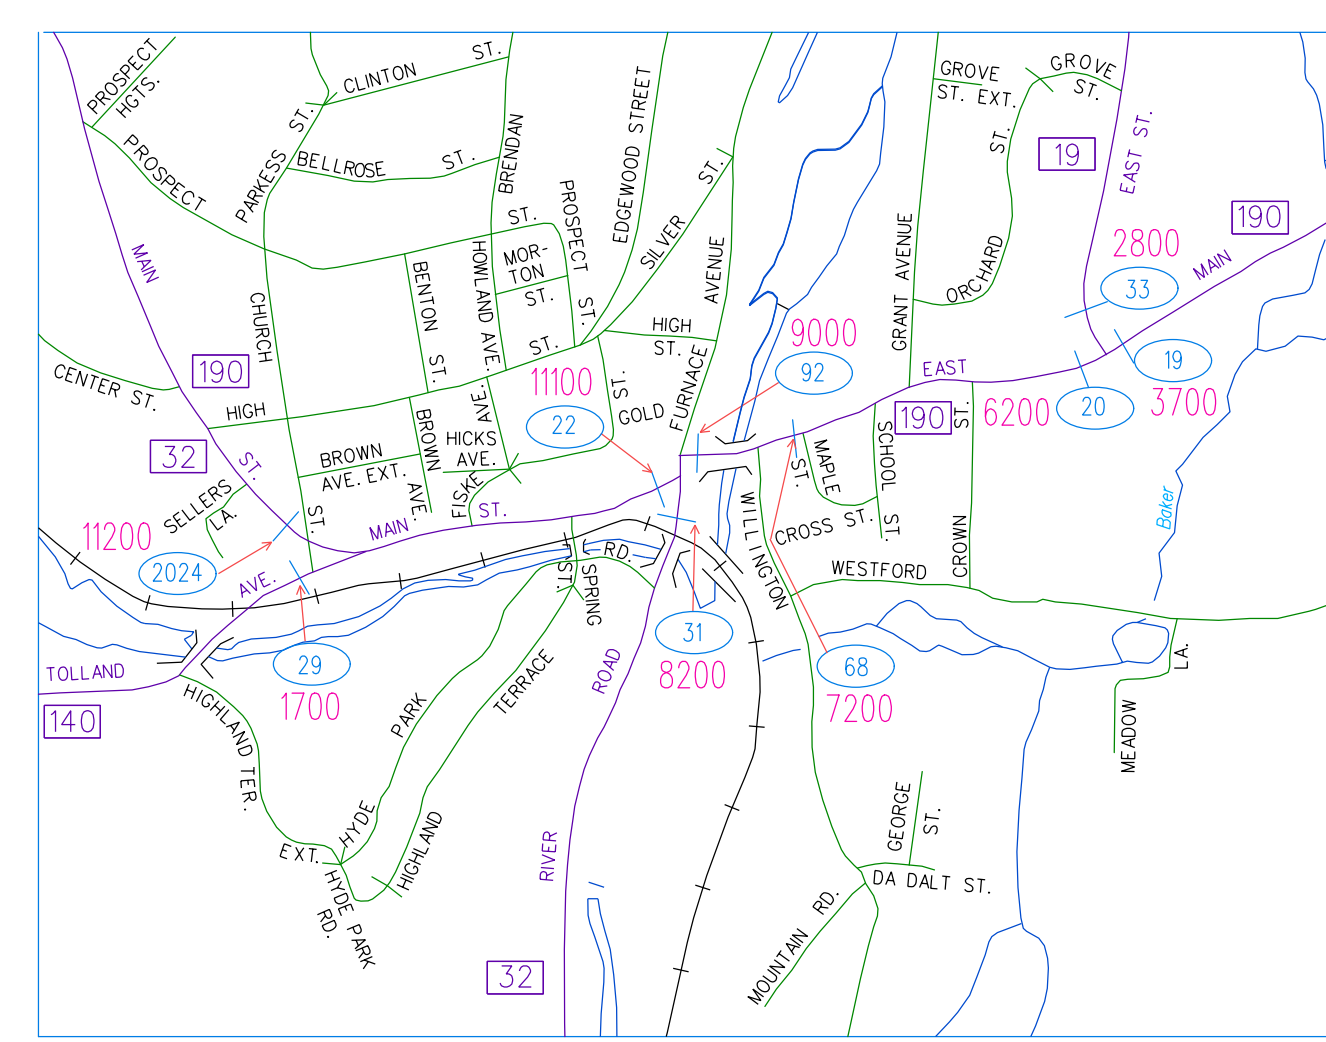 PROSPECT
HGTS.
CLINTON
ST.
ST.
PROSPECT
PARKESS
BELLROSE
ST.
BRENDAN
ST.
PROSPECT
ST.
EDGEWOOD STREET
SILVER
ST.
AVENUE
FURNACE
GROVE
ST. EXT.
GROVE
ST.
ST.
ORCHARD
GRANT AVENUE
19
EAST ST.
190
2800
33
MAIN
MAIN
CHURCH
BENTON
ST.
HOWLAND AVE.
MOR-
TON
ST.
ST.
HIGH
ST.
9000
92
EAST
19
3700
20
6200
190
CENTER ST.
190
HIGH
11100
22
ST.
GOLD
AVE.
32
ST.
BROWN
AVE. EXT.
BROWN
AVE.
HICKS
AVE.
FISKE
ST.
MAIN
SELLERS
LA.
ST.
MAPLE
ST.
SCHOOL
ST.
CROSS ST.
ST.
CROWN
Baker
11200
2024
AVE.
RD.
ST.
SPRING
WILLINGTON
WESTFORD
31
8200
68
7200
29
1700
TOLLAND
140
HIGHLAND TER.
PARK
HYDE
TERRACE
HIGHLAND
ROAD
RIVER
LA.
MEADOW
EXT.
HYDE PARK
RD.
GEORGE
ST.
DA DALT ST.
MOUNTAIN RD.
32